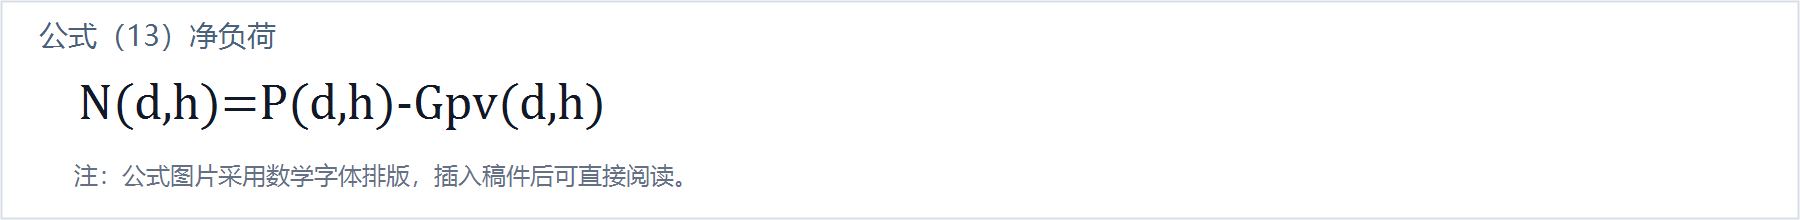 公式（13）净负荷
N(d,h)=P(d,h)-Gpv(d,h)
注：公式图片采用数学字体排版，插入稿件后可直接阅读。